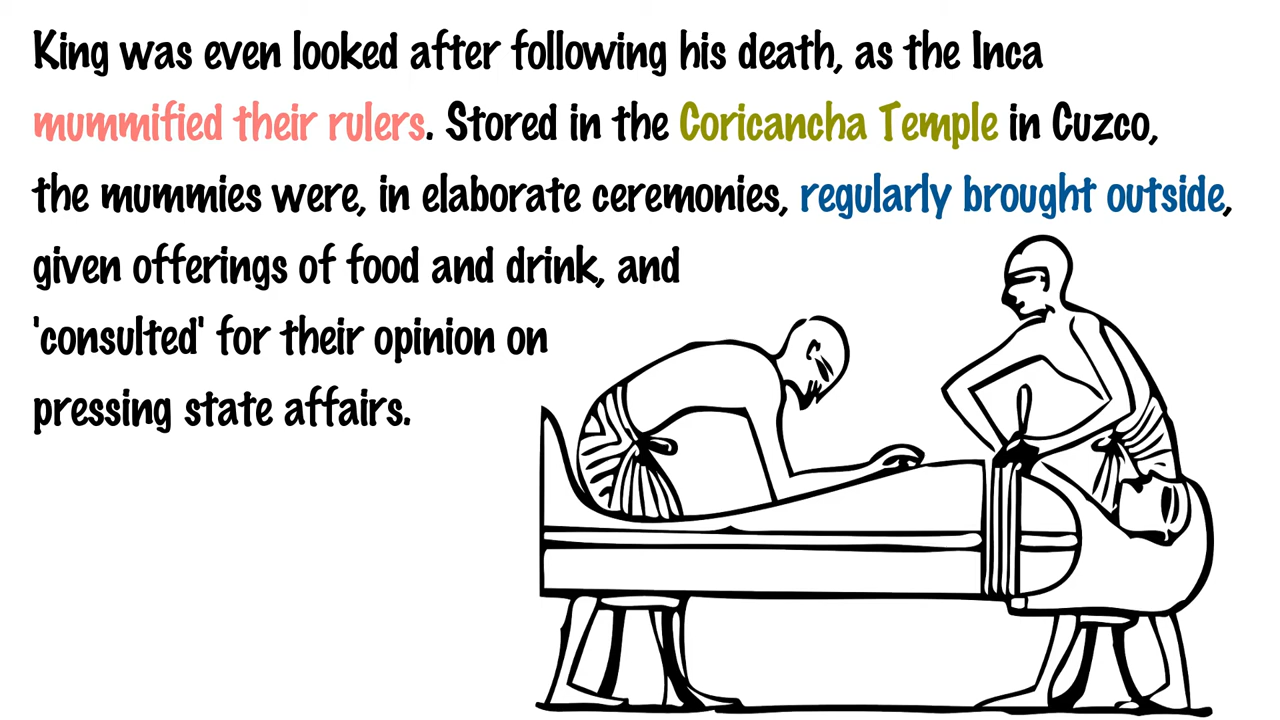 King was even looked after following his death, as the Inca
mummified their rulers. Stored in the Coricancha Temple in Cuzco,
the mummies were, in elaborate ceremonies, regularly brought outside,
given offerings of food and drink, and
'consulted' for their opinion on
pressing state affairs.